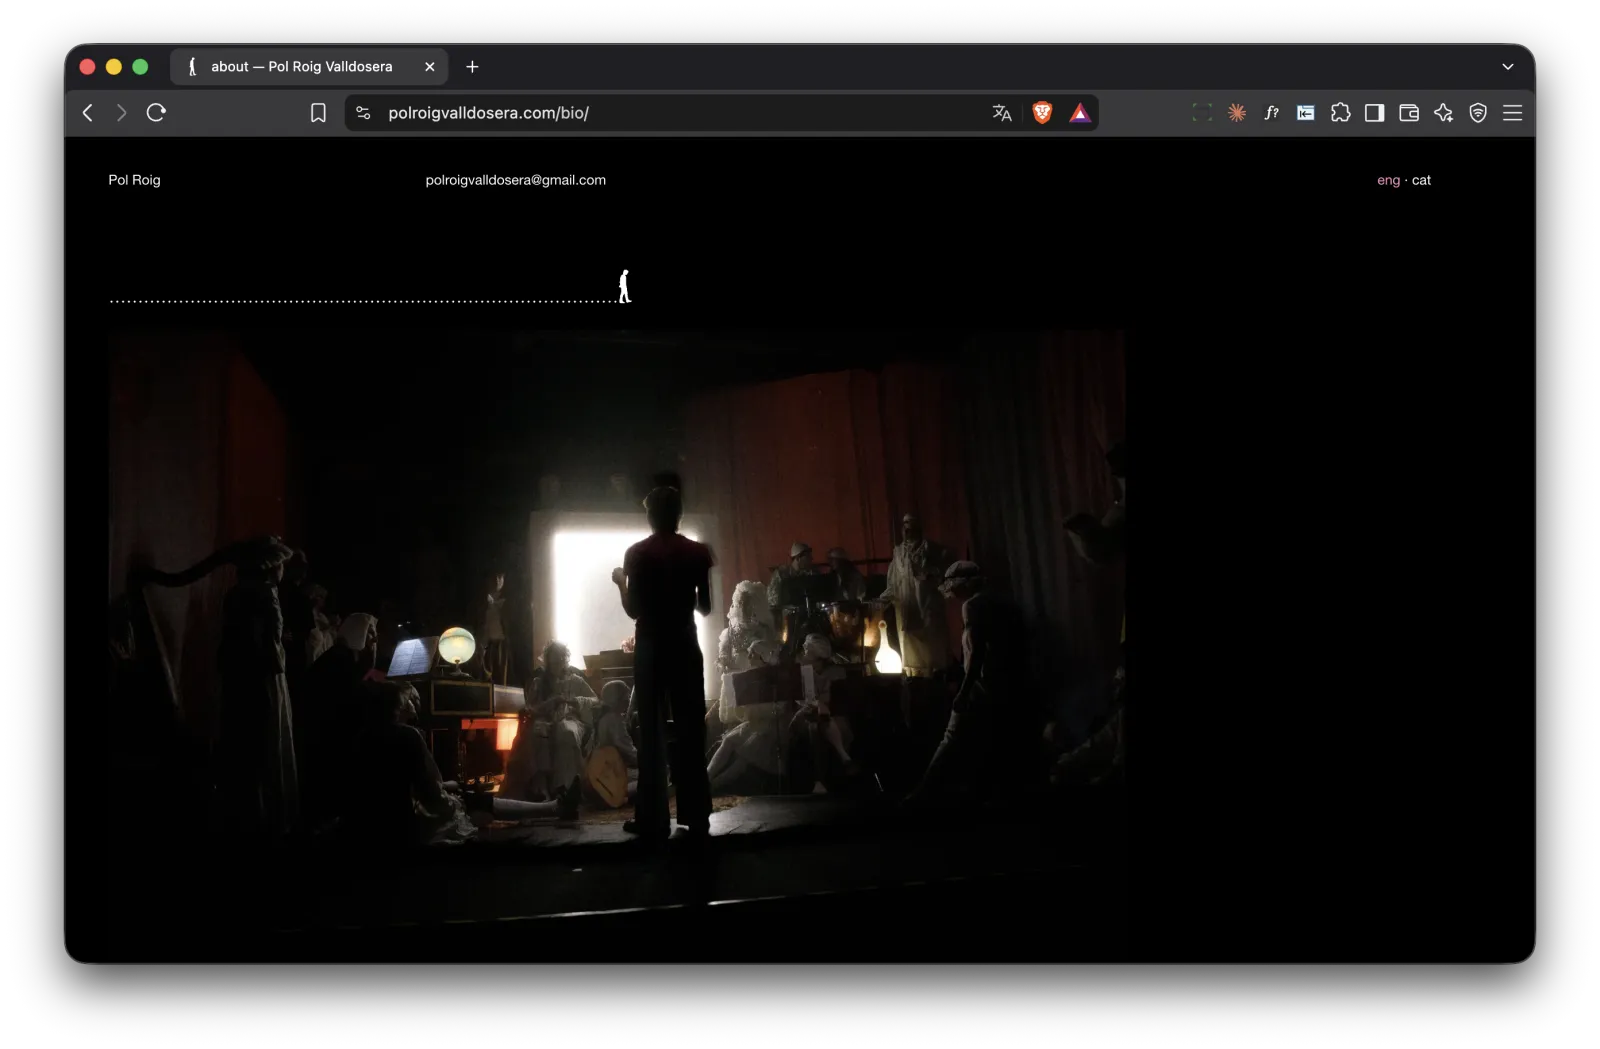 about — Pol Roig Valldosera
polroigvalldosera.com/bio/
f?
Pol Roig
polroigvalldosera@gmail.com
eng · cat